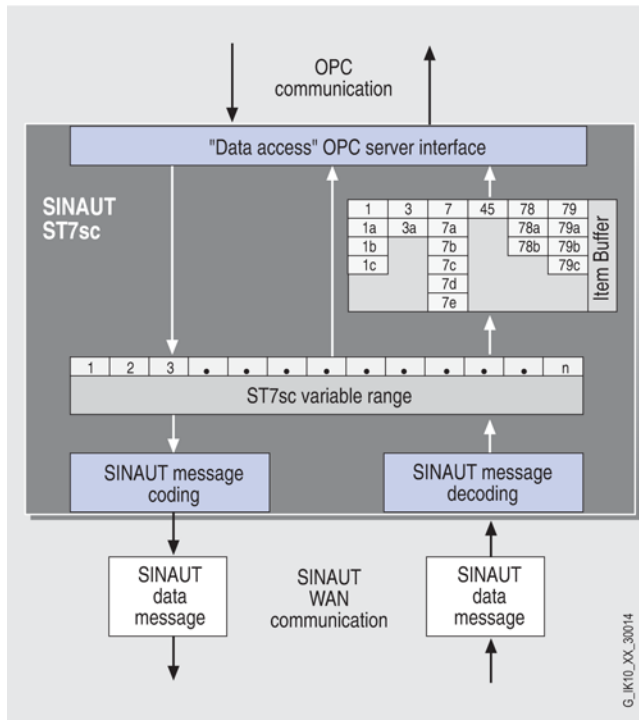 OPC
communication
"Data access" OPC server interface
SINAUT
ST7sc
1 3 7 45 78 79
1a 3a 7a 78a 79a
1b 7b 78b 79b
1c 7c 79c
7d
7e
Item Buffer
1 2 3 • • • • • • • • n
ST7sc variable range
SINAUT message
coding
SINAUT message
decoding
SINAUT
data
message
SINAUT
WAN
communication
SINAUT
data
message
G_IK10_XX_30014